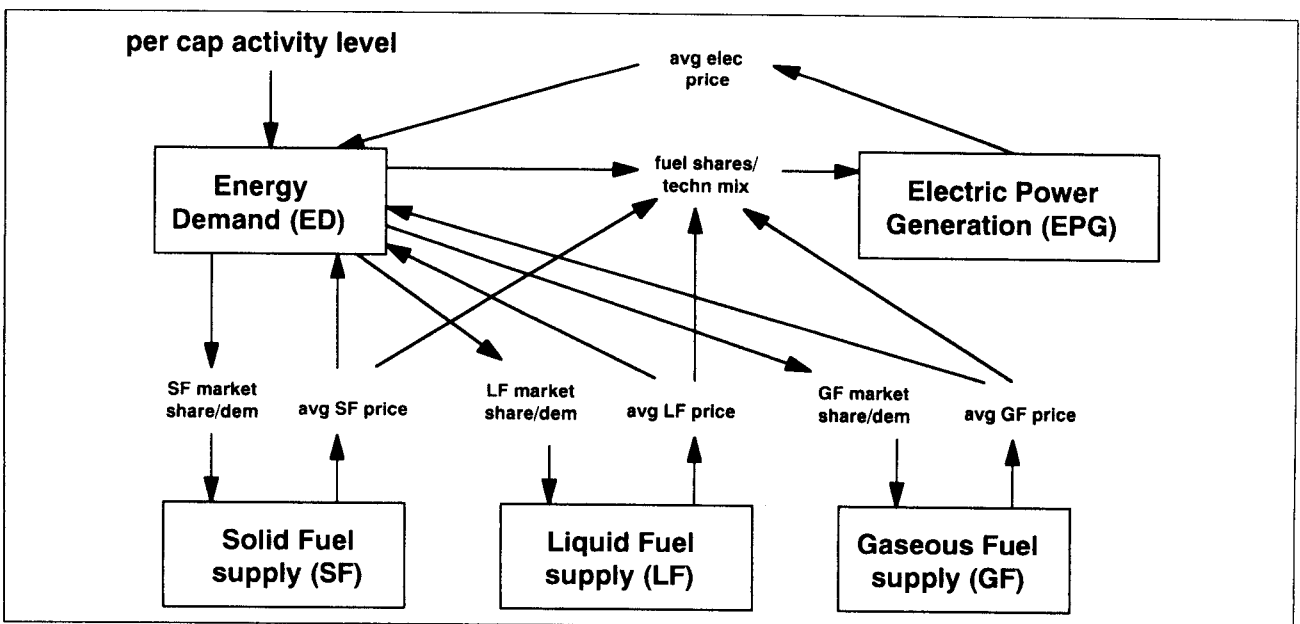 per cap activity level
avg elec
price
Energy
Demand (ED)
fuel shares/
techn mix
Electric Power
Generation (EPG)
SF market
share/dem
avg SF price
LF market
share/dem
avg LF price
GF market
share/dem
avg GF price
Solid Fuel
supply (SF)
Liquid Fuel
supply (LF)
Gaseous Fuel
supply (GF)